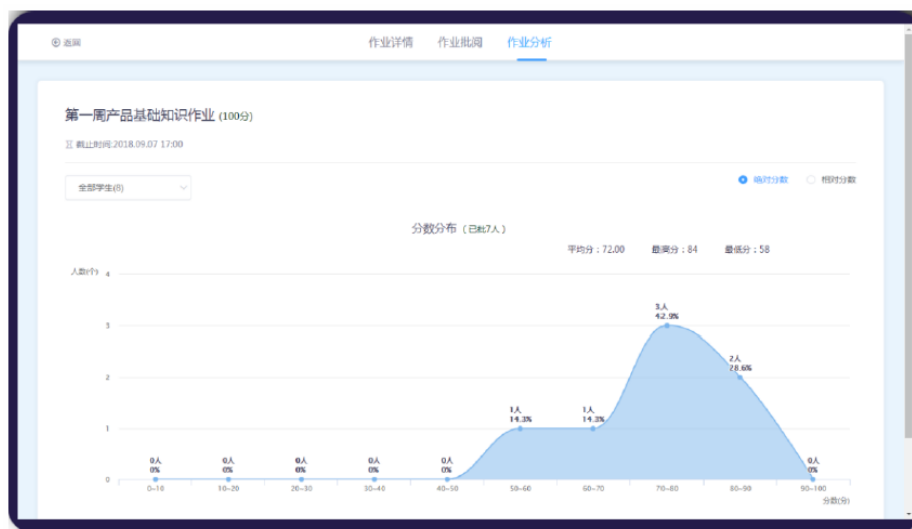 返回 作业详情 作业批阅 作业分析
第一周产品基础知识作业 (100分)
截止时间:2018.09.07 17:00
全部学生(8) 绝对分数 相对分数
分数分布 (已批7人)
平均分：72.00 最高分：84 最低分：58
人数(个) 4
3人
42.9%
3
2人
28.6%
2
1人 1人
14.3% 14.3%
1
0人 0人 0人 0人 0人 0人
0% 0% 0% 0% 0% 0%
0
0-10 10-20 20-30 30-40 40-50 50-60 60-70 70-80 80-90 90-100
分数(分)